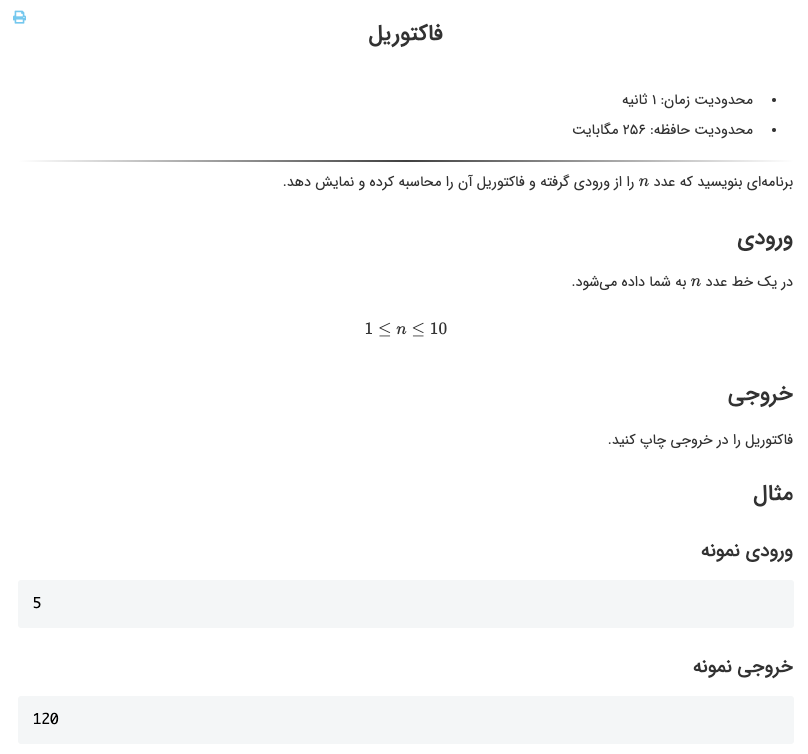 فاکتوریل
• محدودیت زمان: ۱ ثانیه
• محدودیت حافظه: ۲۵۶ مگابایت
برنامه‌ای بنویسید که عدد n را از ورودی گرفته و فاکتوریل آن را محاسبه کرده و نمایش دهد.
ورودی
در یک خط عدد n به شما داده می‌شود.
1 ≤ n ≤ 10
خروجی
فاکتوریل را در خروجی چاپ کنید.
مثال
ورودی نمونه
5
خروجی نمونه
120